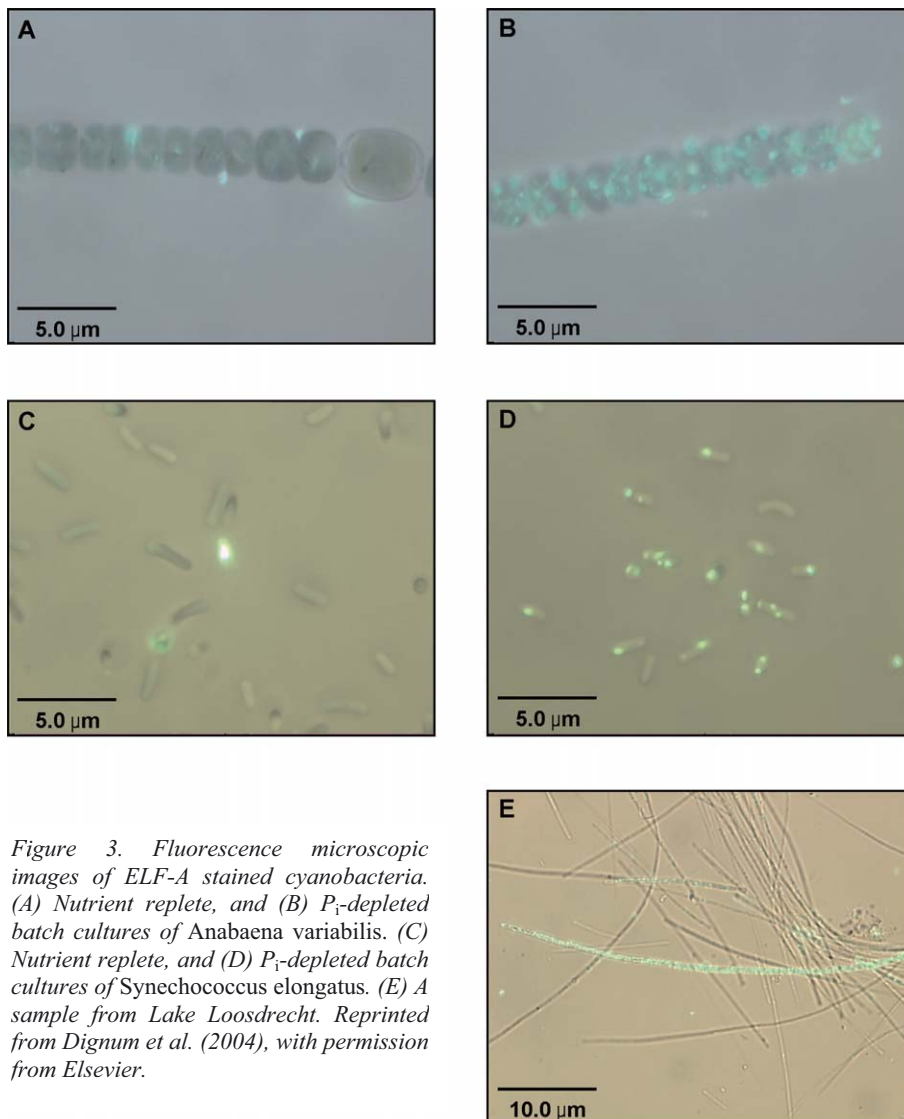 A
5.0 µm
B
5.0 µm
C
5.0 µm
D
5.0 µm
E
10.0 µm
Figure 3. Fluorescence microscopic
images of ELF-A stained cyanobacteria.
(A) Nutrient replete, and (B) Pi-depleted
batch cultures of Anabaena variabilis. (C)
Nutrient replete, and (D) Pi-depleted batch
cultures of Synechococcus elongatus. (E) A
sample from Lake Loosdrecht. Reprinted
from Dignum et al. (2004), with permission
from Elsevier.